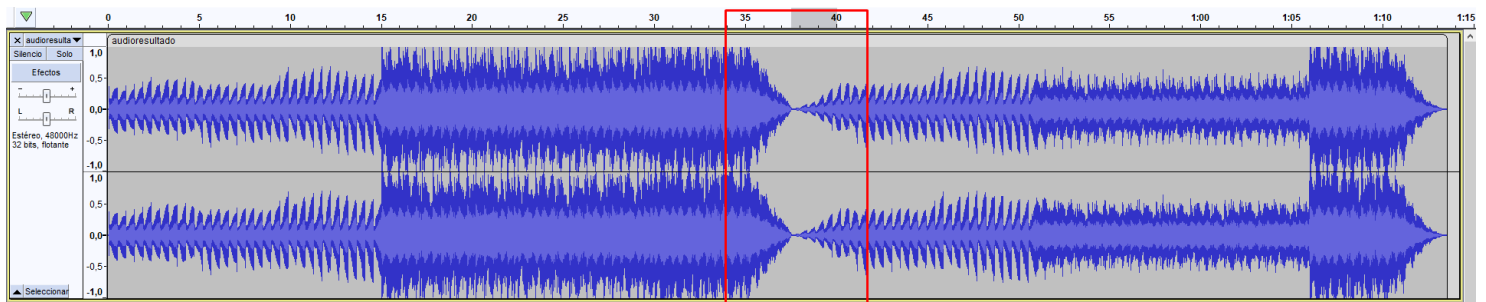 0 5 10 15 20 25 30 35 40 45 50 55 1:00 1:05 1:10 1:15
audioresulta
audioresultado
Silencio Solo
Efectos
- +
L R
Estéreo, 48000Hz
32 bits, flotante
Seleccionar
1,0
0,5
0,0
-0,5
-1,0
1,0
0,5
0,0
-0,5
-1,0